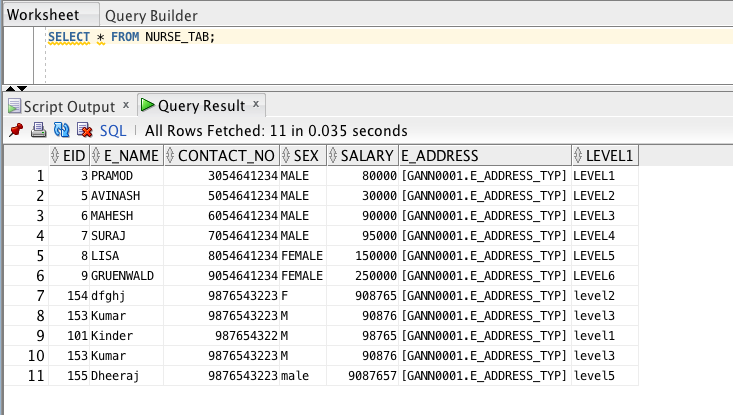 Worksheet Query Builder
SELECT * FROM NURSE_TAB;
Script Output x Query Result x
SQL All Rows Fetched: 11 in 0.035 seconds
EID E_NAME CONTACT_NO SEX SALARY E_ADDRESS LEVEL1
1 3 PRAMOD 3054641234 MALE 80000 [GANN0001.E_ADDRESS_TYP] LEVEL1
2 5 AVINASH 5054641234 MALE 30000 [GANN0001.E_ADDRESS_TYP] LEVEL2
3 6 MAHESH 6054641234 MALE 90000 [GANN0001.E_ADDRESS_TYP] LEVEL3
4 7 SURAJ 7054641234 MALE 95000 [GANN0001.E_ADDRESS_TYP] LEVEL4
5 8 LISA 8054641234 FEMALE 150000 [GANN0001.E_ADDRESS_TYP] LEVEL5
6 9 GRUENWALD 9054641234 FEMALE 250000 [GANN0001.E_ADDRESS_TYP] LEVEL6
7 154 dfghj 9876543223 F 908765 [GANN0001.E_ADDRESS_TYP] level2
8 153 Kumar 9876543223 M 90876 [GANN0001.E_ADDRESS_TYP] level3
9 101 Kinder 987654322 M 98765 [GANN0001.E_ADDRESS_TYP] level1
10 153 Kumar 9876543223 M 90876 [GANN0001.E_ADDRESS_TYP] level3
11 155 Dheeraj 9876543223 male 9087657 [GANN0001.E_ADDRESS_TYP] level5